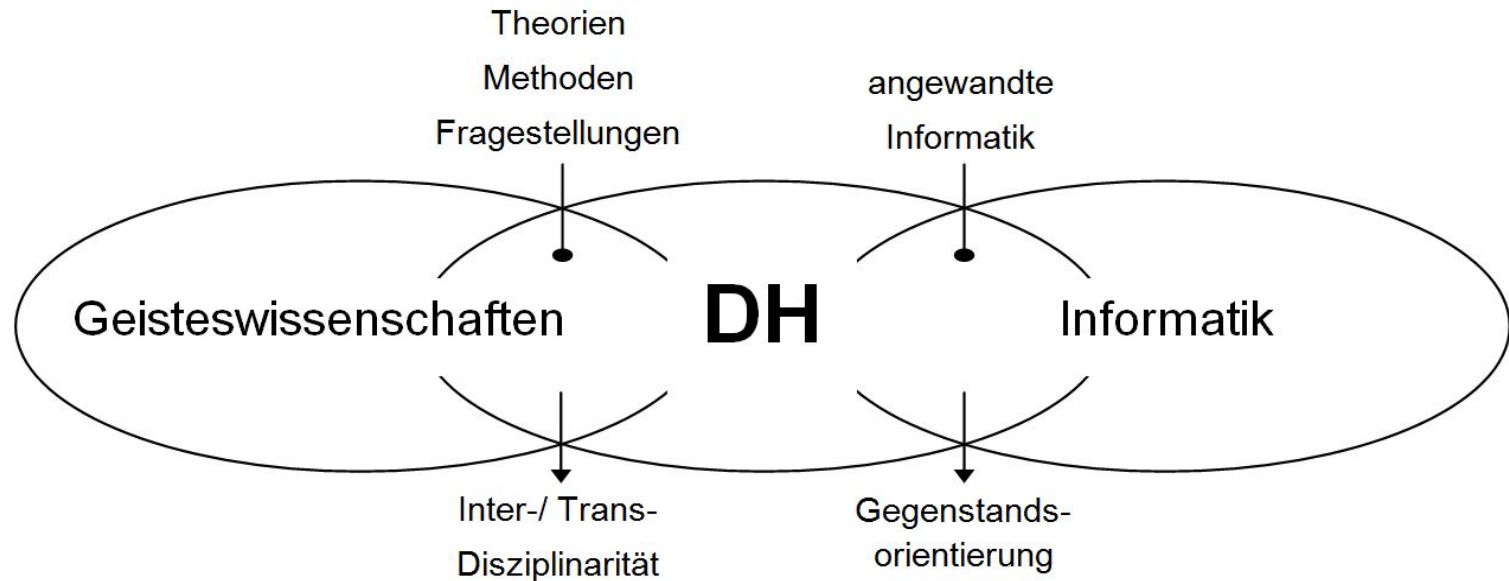 Theorien
Methoden
Fragestellungen
angewandte
Informatik
Geisteswissenschaften
DH
Informatik
Inter-/ Trans-
Disziplinarität
Gegenstands-
orientierung